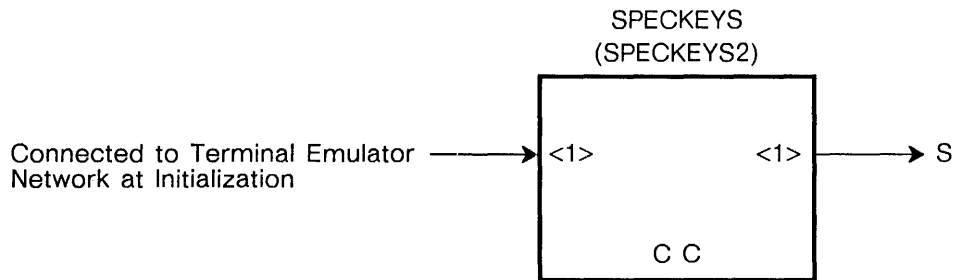 SPECKEYS
(SPECKEYS2)
Connected to Terminal Emulator
Network at Initialization
<1>
<1>
S
C C